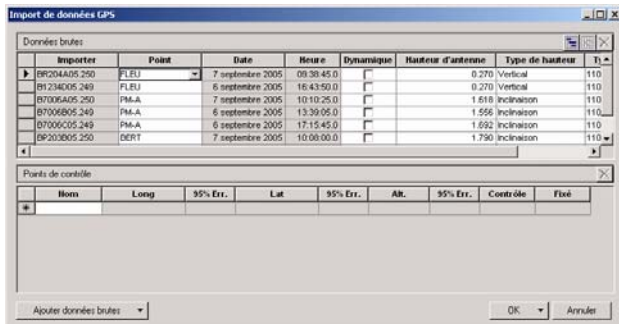 Import de données GPS
Données brutes
Importer Point Date Heure Dynamique Hauteur d'antenne Type de hauteur
BR204A05.250 FLEU 7 septembre 2005 09:38:45.0 0.270 Vertical 110
B1234D05.249 FLEU 6 septembre 2005 16:43:50.0 0.270 Vertical 110
B7006A05.250 PM-A 7 septembre 2005 10:10:25.0 1.618 Inclinaison 110
B7006B05.249 PM-A 6 septembre 2005 13:39:05.0 1.556 Inclinaison 110
B7006C05.249 PM-A 6 septembre 2005 17:15:45.0 1.692 Inclinaison 110
BP203B05.250 BERT 7 septembre 2005 10:08:00.0 1.790 Inclinaison 110
Points de contrôle
Nom Long 95% Err. Lat 95% Err. Alt. 95% Err. Contrôle Fixé
Ajouter données brutes OK Annuler